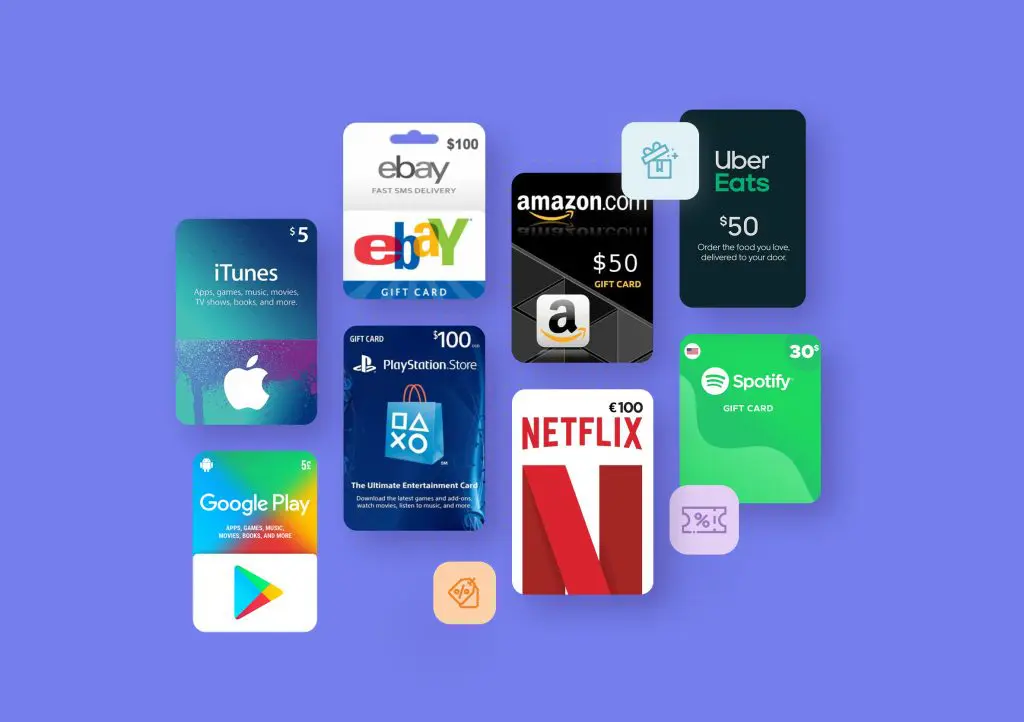 $5
iTunes
Apps, games, music, movies,
TV shows, books, and more.
$100
ebay
FAST SMS DELIVERY
ebaY
GIFT CARD
amazon.com
$50
GIFT CARD
a
Uber
Eats
$50
Order the food you love,
delivered to your door.
GIFT CARD
$100
PlayStation.Store
The Ultimate Entertainment Card
Download the latest games and add-ons,
watch movies, listen to music, and more.
30$
Spotify
GIFT CARD
€100
NETFLIX
N
Google Play
APPS, GAMES, MUSIC,
MOVIES, BOOKS, AND MORE
%
%